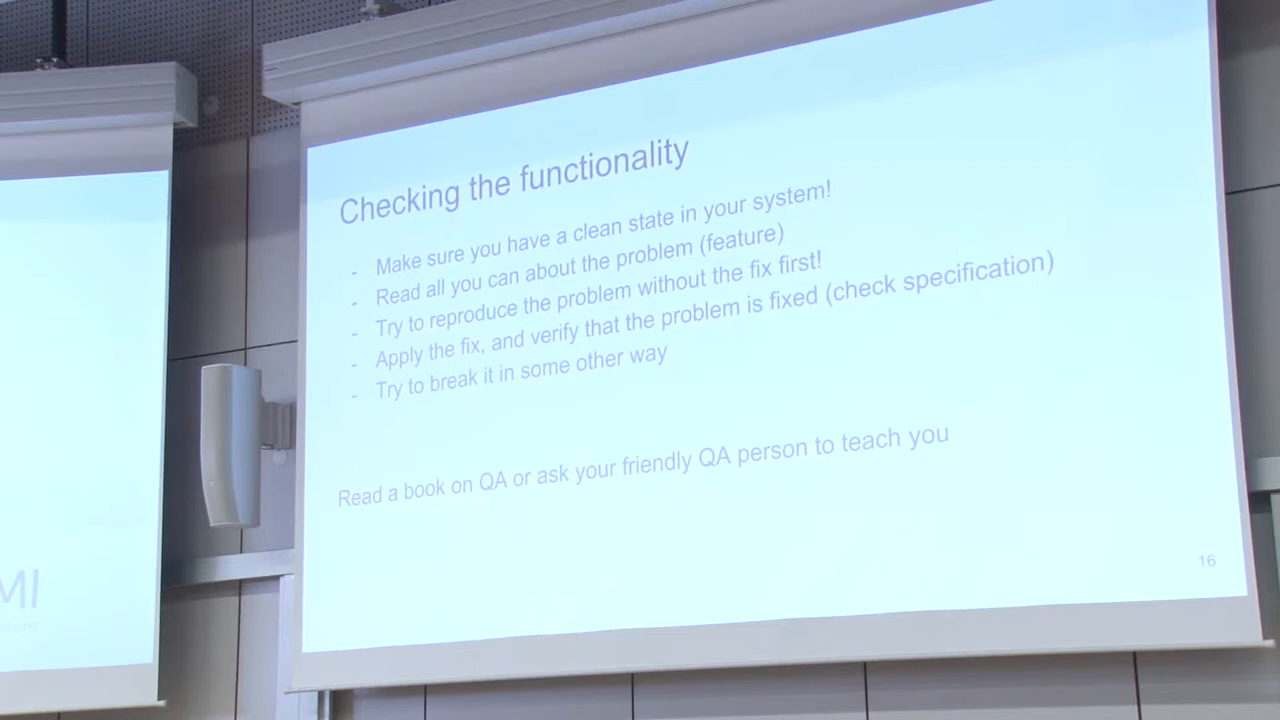 Checking the functionality
- Make sure you have a clean state in your system!
- Read all you can about the problem (feature)
- Try to reproduce the problem without the fix first!
- Apply the fix, and verify that the problem is fixed (check specification)
- Try to break it in some other way
Read a book on QA or ask your friendly QA person to teach you
16
MI